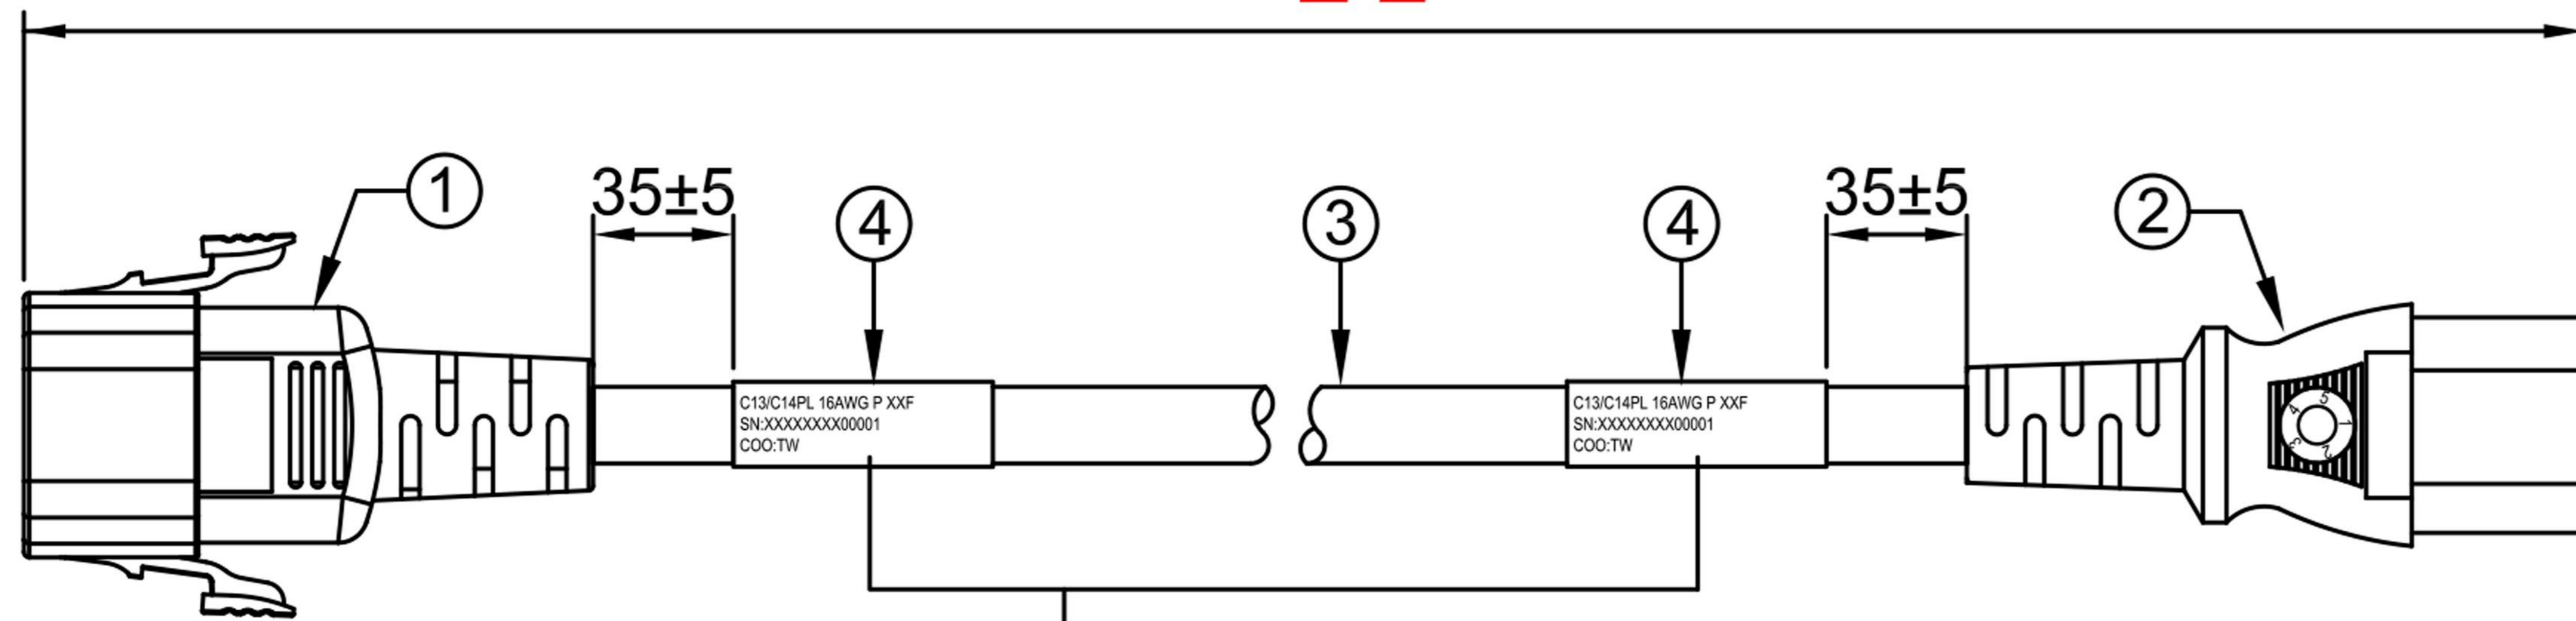 1
35±5
4
3
4
35±5
2
C13/C14PL 16AWG P XXF
SN:XXXXXXXX00001
COO:TW
C13/C14PL 16AWG P XXF
SN:XXXXXXXX00001
COO:TW
1
2
3
4
5